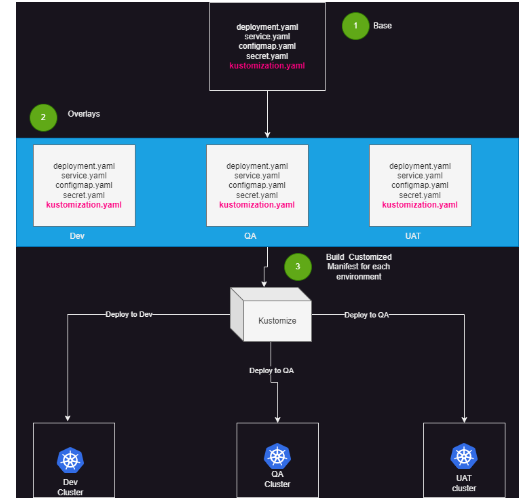 deployment.yaml
service.yaml
configmap.yaml
secret.yaml
kustomization.yaml
1
Base
2
Overlays
deployment.yaml
service.yaml
configmap.yaml
secret.yaml
kustomization.yaml
Dev
deployment.yaml
service.yaml
configmap.yaml
secret.yaml
kustomization.yaml
QA
deployment.yaml
service.yaml
configmap.yaml
secret.yaml
kustomization.yaml
UAT
3
Build Customized
Manifest for each
environment
Kustomize
Deploy to Dev
Deploy to QA
Deploy to QA
Dev
Cluster
QA
Cluster
UAT
cluster